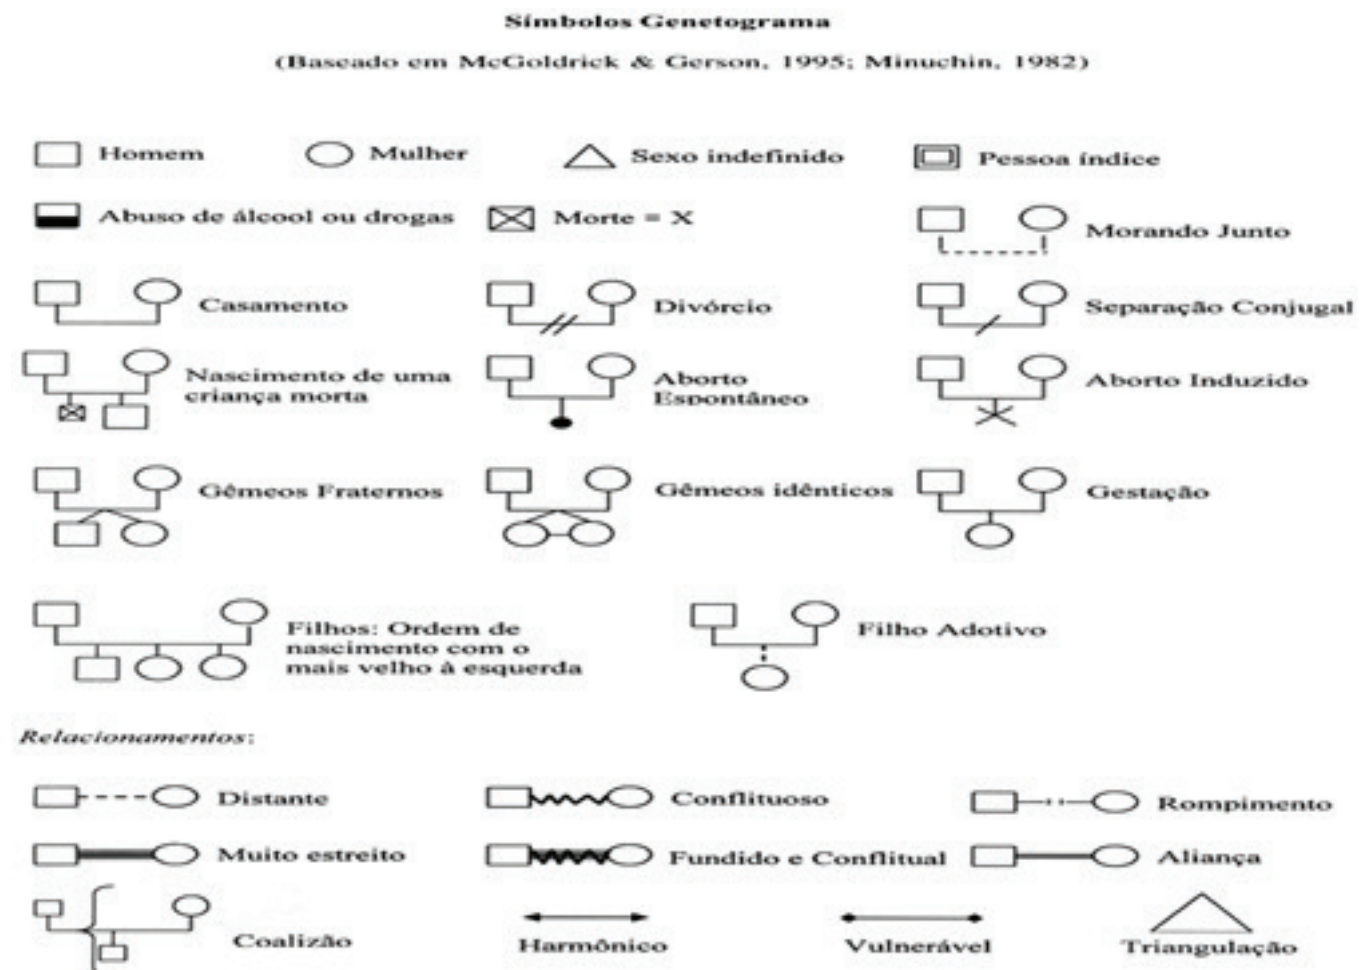 Símbolos Genetograma
(Baseado em McGoldrick & Gerson, 1995; Minuchin, 1982)
Homem
Mulher
Sexo indefinido
Pessoa índice
Abuso de álcool ou drogas
Morte = X
Morando Junto
Casamento
Divórcio
Separação Conjugal
Nascimento de uma
criança morta
Aborto
Espontâneo
Aborto Induzido
Gêmeos Fraternos
Gêmeos idênticos
Gestação
Filhos: Ordem de
nascimento com o
mais velho à esquerda
Filho Adotivo
Relacionamentos:
Distante
Conflituoso
Rompimento
Muito estreito
Fundido e Conflitual
Aliança
Coalizão
Harmônico
Vulnerável
Triangulação